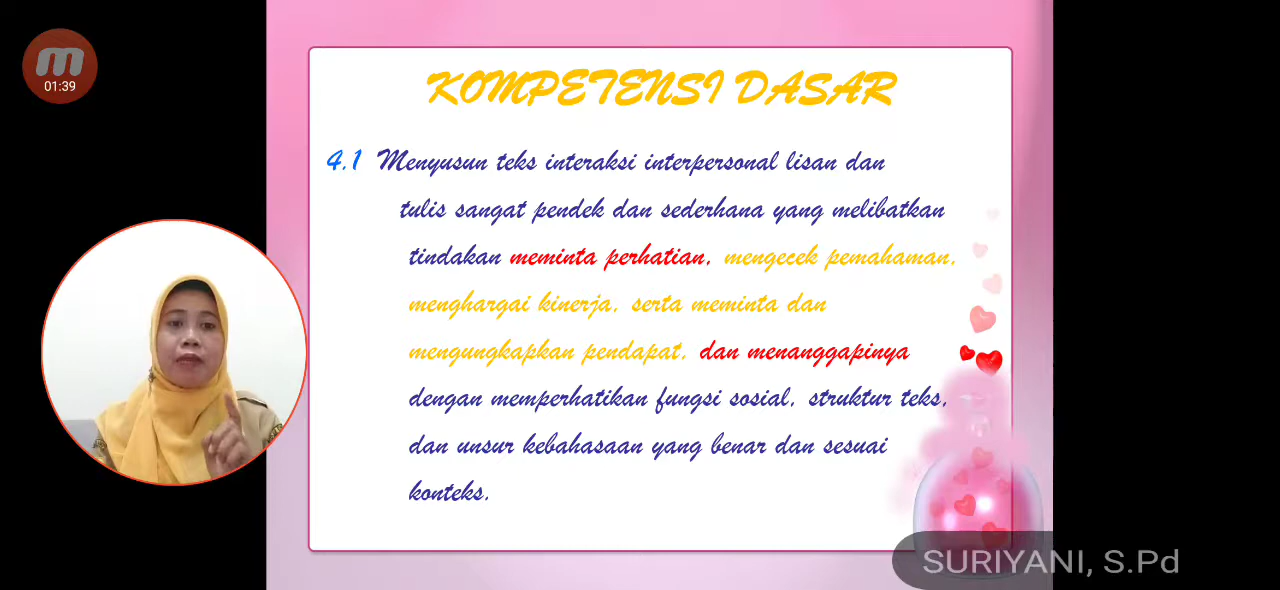 m
01:39
KOMPETENSI DASAR
4.1 Menyusun teks interaksi interpersonal lisan dan
tulis sangat pendek dan sederhana yang melibatkan
tindakan meminta perhatian, mengecek pemahaman,
menghargai kinerja, serta meminta dan
mengungkapkan pendapat, dan menanggapinya
dengan memperhatikan fungsi sosial, struktur teks,
dan unsur kebahasaan yang benar dan sesuai
konteks.
SURIYANI, S.Pd